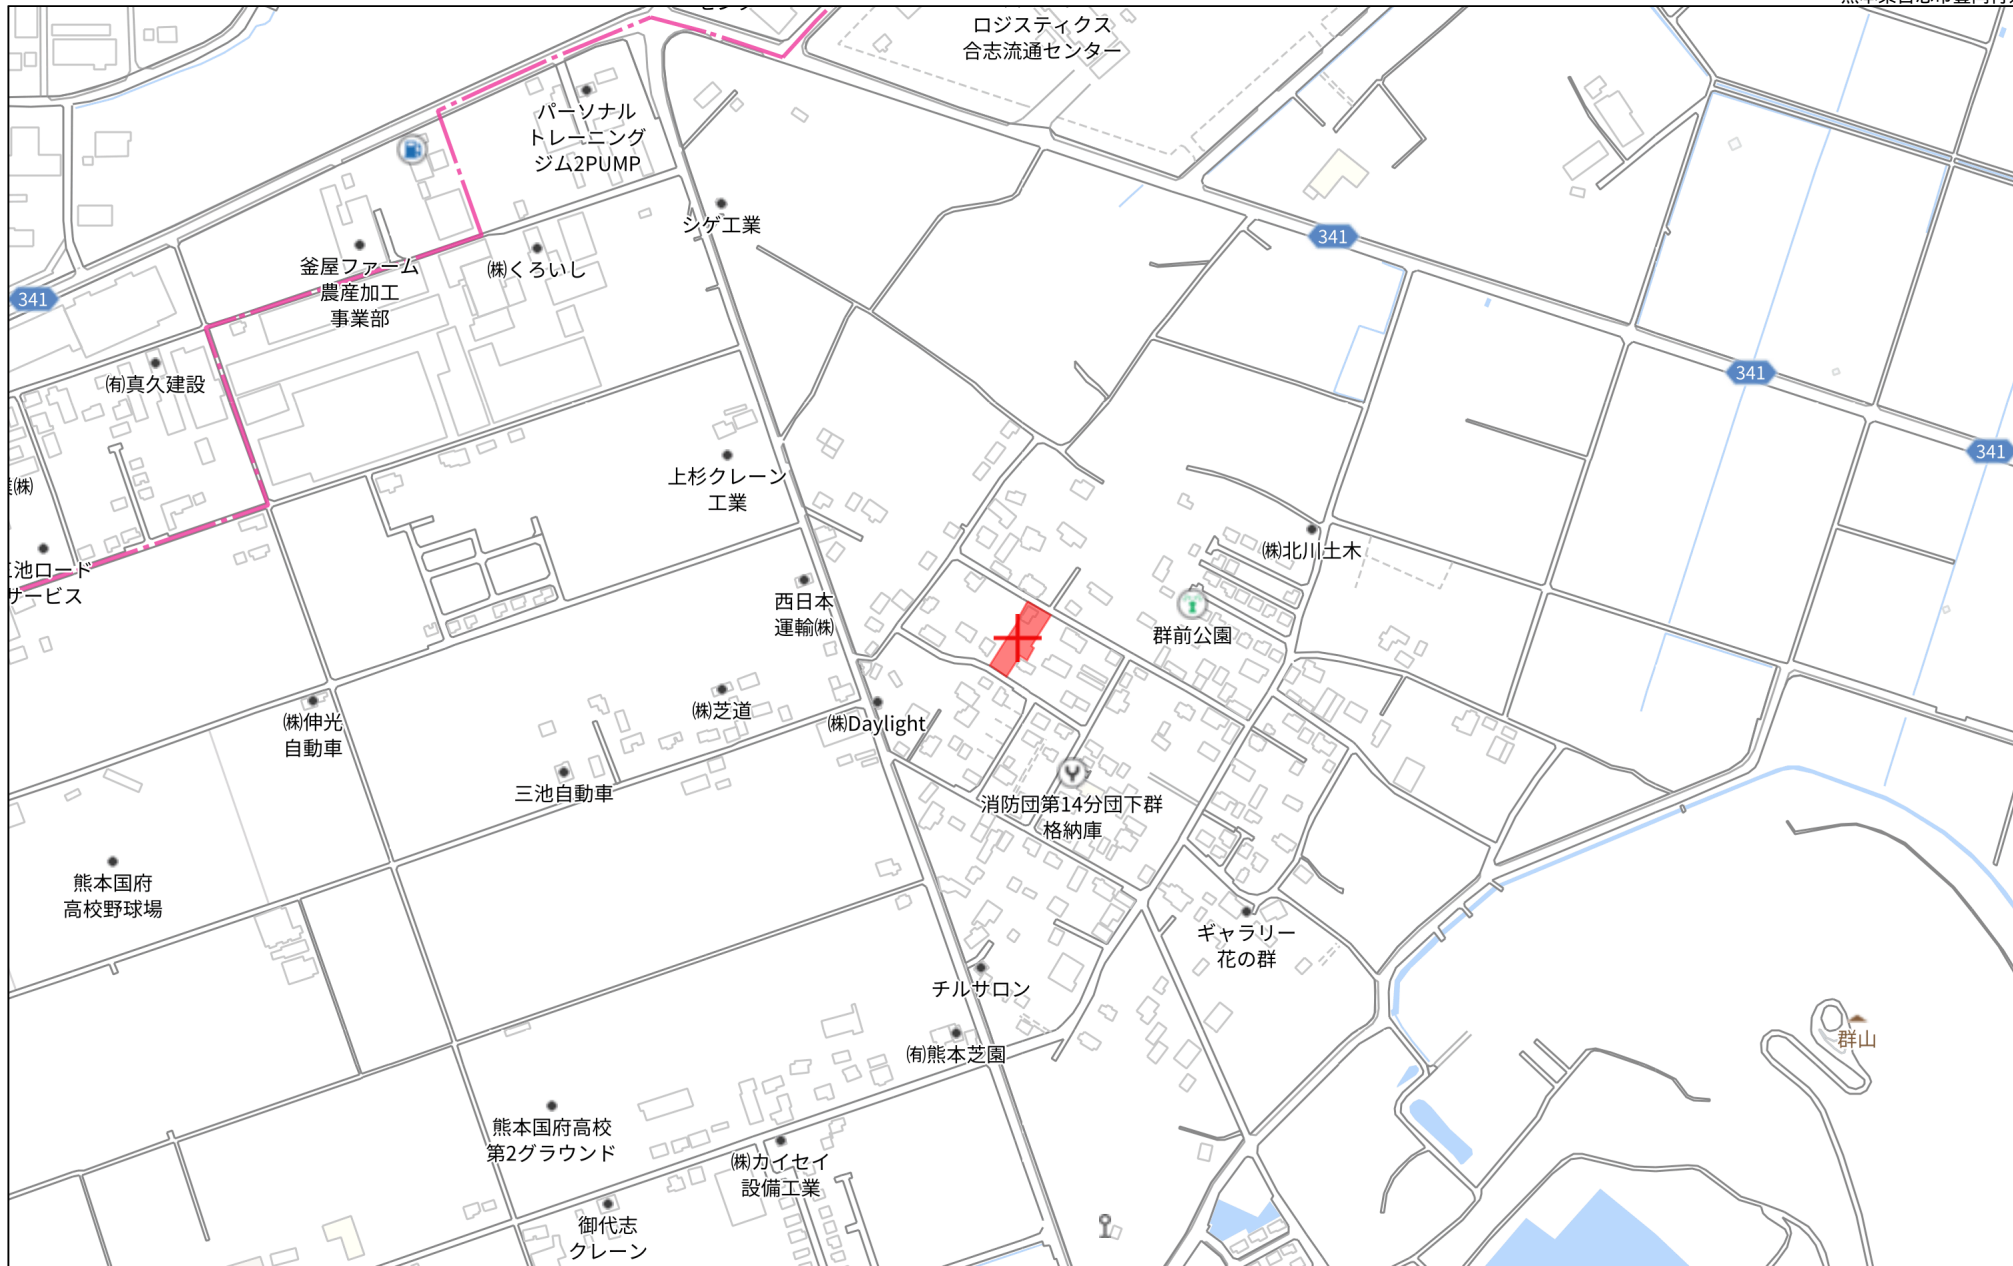 ロジスティクス
合志流通センター
パーソナル
トレーニング
ジム2PUMP
シゲ工業
341
釜屋ファーム
農産加工
事業部
㈱くろいし
341
㈲真久建設
341
341
㈱
上杉クレーン
工業
㈱北川土木
池ロード
サービス
西日本
運輸㈱
群前公園
㈱伸光
自動車
㈱芝道
㈱Daylight
三池自動車
消防団第14分団下群
格納庫
熊本国府
高校野球場
ギャラリー
花の群
チルサロン
群山
㈲熊本芝園
熊本国府高校
第2グラウンド
㈱カイセイ
設備工業
御代志
クレーン